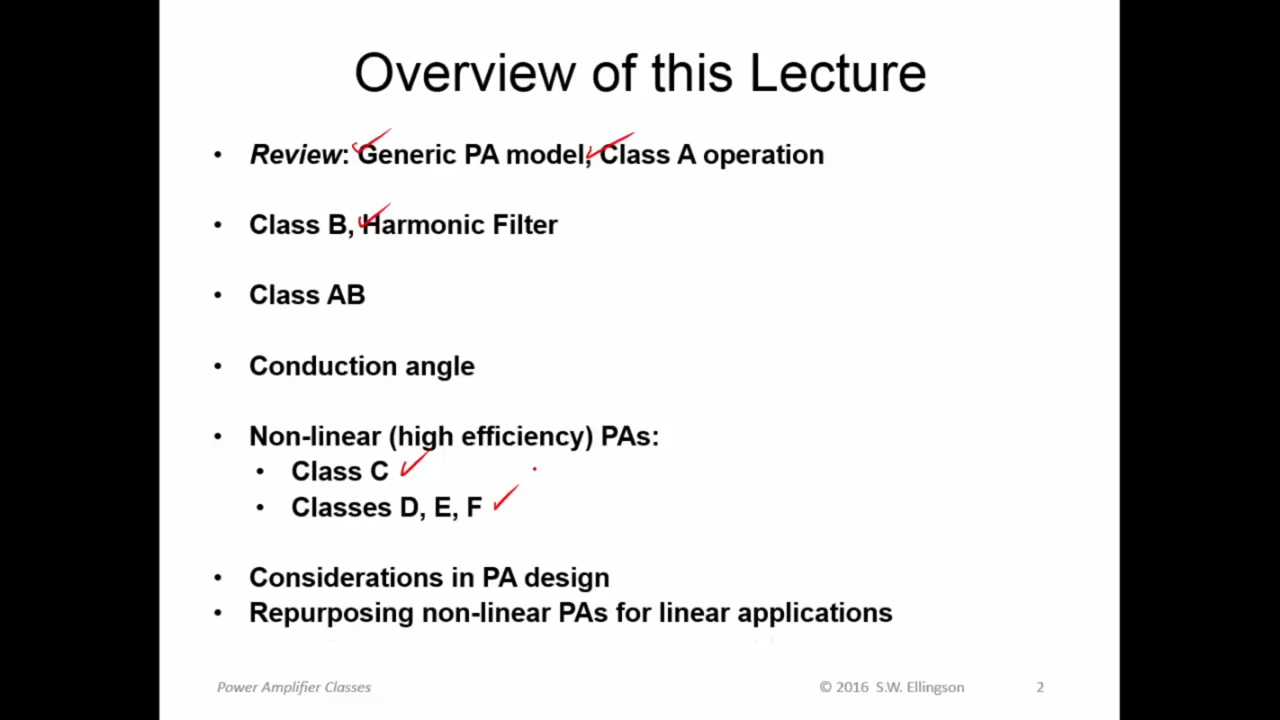 Overview of this Lecture
• Review: Generic PA model, Class A operation
• Class B, Harmonic Filter
• Class AB
• Conduction angle
• Non-linear (high efficiency) PAs:
• Class C
• Classes D, E, F
• Considerations in PA design
• Repurposing non-linear PAs for linear applications
Power Amplifier Classes
© 2016 S.W. Ellingson
2